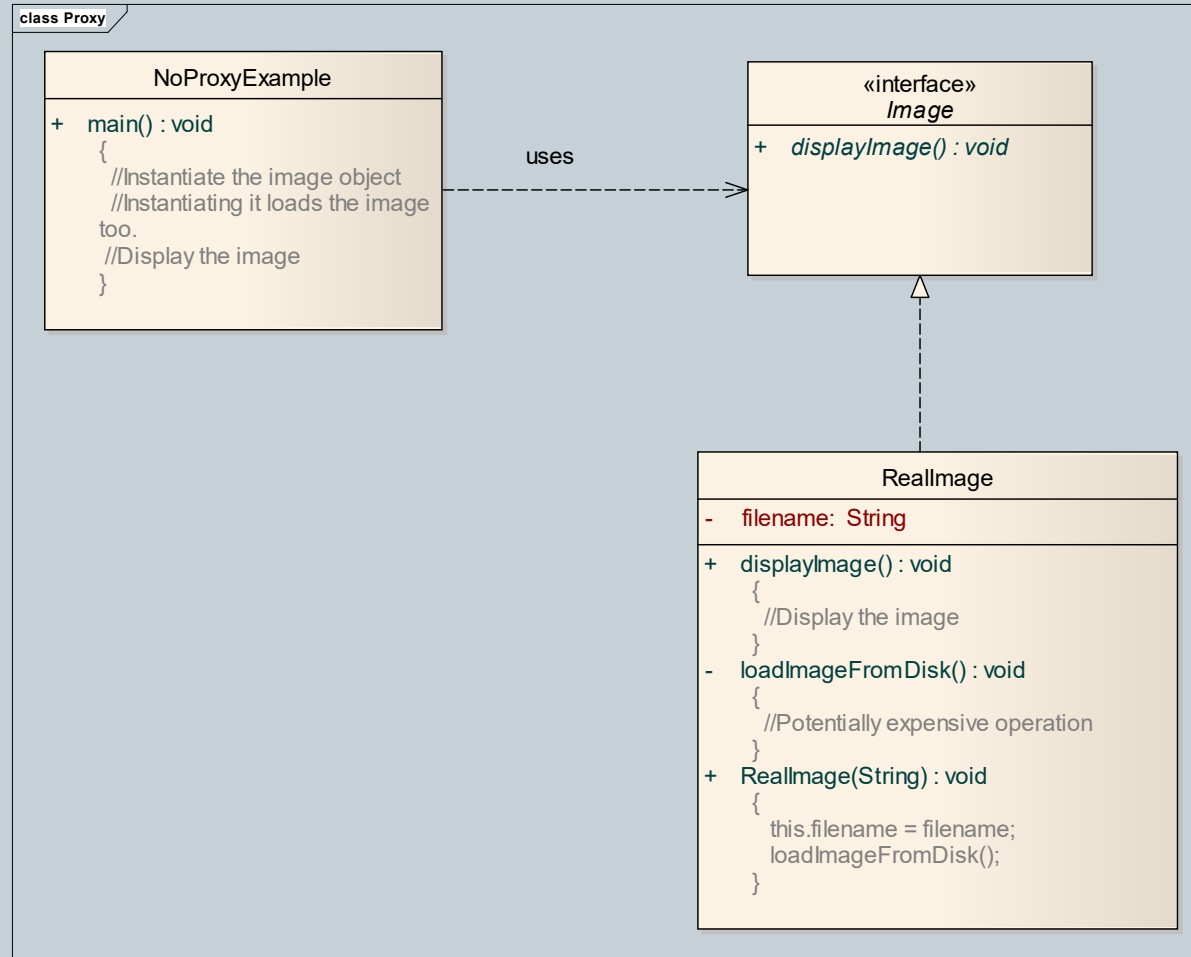 class Proxy
NoProxyExample
+ main() : void
{
//Instantiate the image object
//Instantiating it loads the image
too.
//Display the image
}
uses
«interface»
Image
+ displayImage() : void
RealImage
- filename: String
+ displayImage() : void
{
//Display the image
}
- loadImageFromDisk() : void
{
//Potentially expensive operation
}
+ RealImage(String) : void
{
this.filename = filename;
loadImageFromDisk();
}